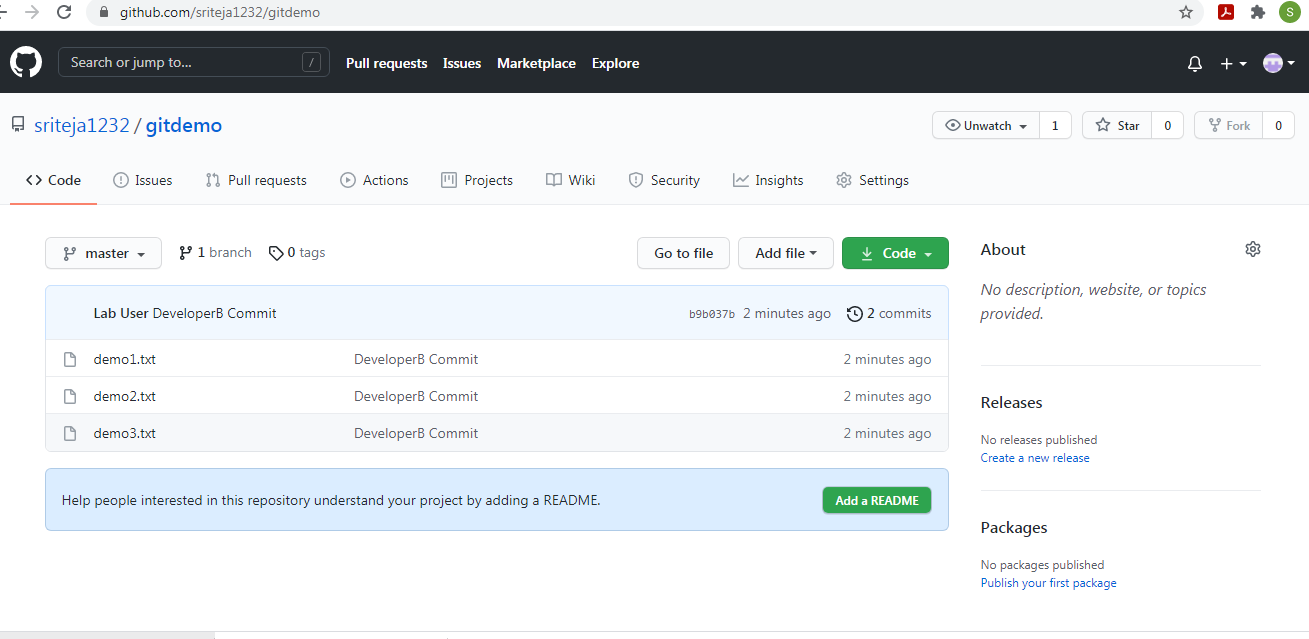 github.com/sriteja1232/gitdemo
S
Search or jump to... / Pull requests Issues Marketplace Explore
sriteja1232 / gitdemo Unwatch 1 Star 0 Fork 0
Code Issues Pull requests Actions Projects Wiki Security Insights Settings
master 1 branch 0 tags Go to file Add file Code
Lab User DeveloperB Commit b9b037b 2 minutes ago 2 commits
demo1.txt DeveloperB Commit 2 minutes ago
demo2.txt DeveloperB Commit 2 minutes ago
demo3.txt DeveloperB Commit 2 minutes ago
Help people interested in this repository understand your project by adding a README. Add a README
About
No description, website, or topics
provided.
Releases
No releases published
Create a new release
Packages
No packages published
Publish your first package